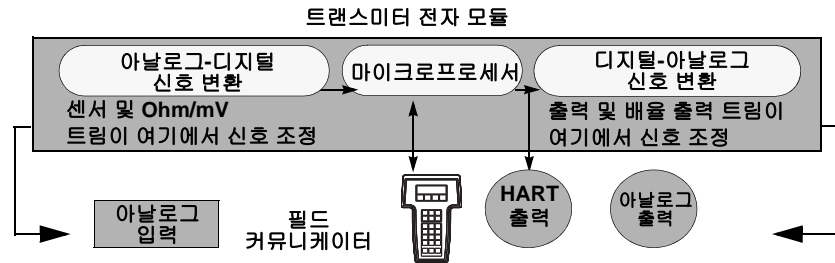 트랜스미터 전자 모듈
아날로그-디지털
신호 변환
마이크로프로세서
디지털-아날로그
신호 변환
센서 및 Ohm/mV
트림이 여기에서 신호 조정
출력 및 배율 출력 트림이
여기에서 신호 조정
아날로그
입력
필드
커뮤니케이터
HART
출력
아날로그
출력